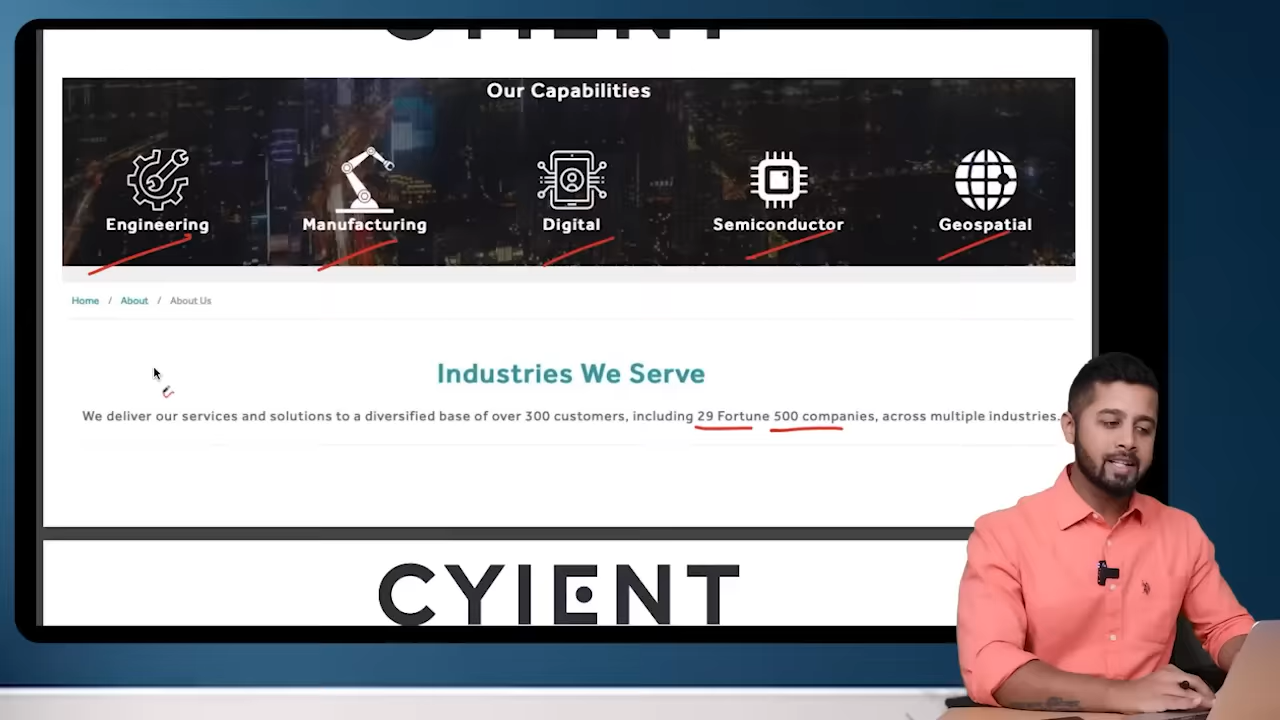 CYIENT
Our Capabilities
Engineering Manufacturing Digital Semiconductor Geospatial
Home / About / About Us
Industries We Serve
We deliver our services and solutions to a diversified base of over 300 customers, including 29 Fortune 500 companies, across multiple industries.
CYIENT